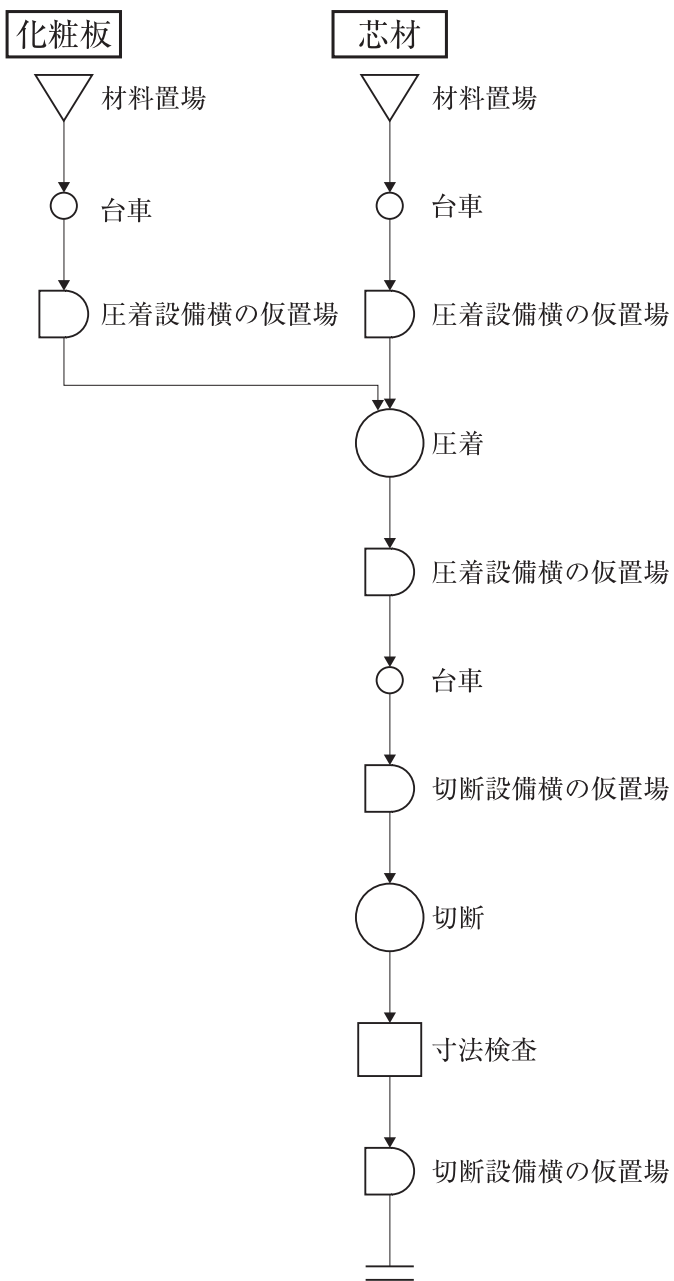 化粧板
芯材
材料置場
材料置場
台車
台車
圧着設備横の仮置場
圧着設備横の仮置場
圧着
圧着設備横の仮置場
台車
切断設備横の仮置場
切断
寸法検査
切断設備横の仮置場